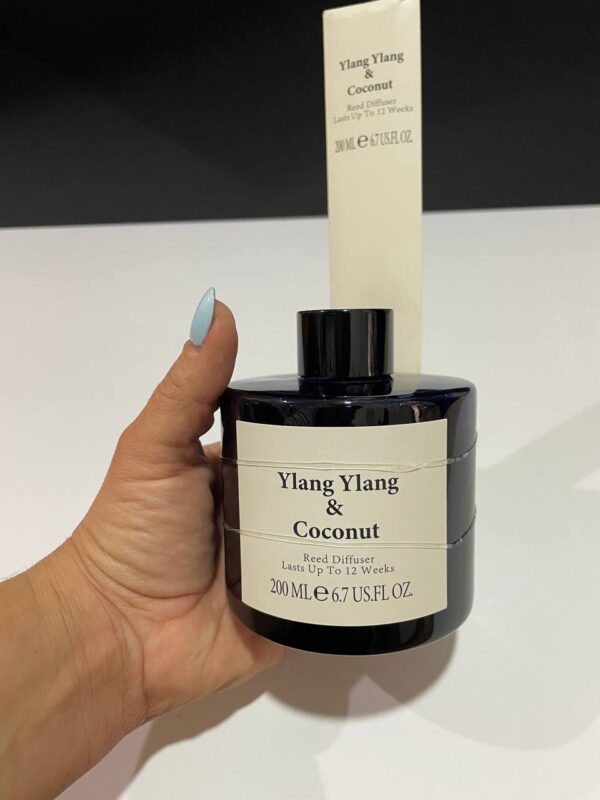 Ylang Ylang
&
Coconut
Reed Diffuser
Lasts Up To 12 Weeks
200 ML ℮ 6.7 US.FL OZ.
Ylang Ylang
&
Coconut
Reed Diffuser
Lasts Up To 12 Weeks
200 ML ℮ 6.7 US.FL OZ.